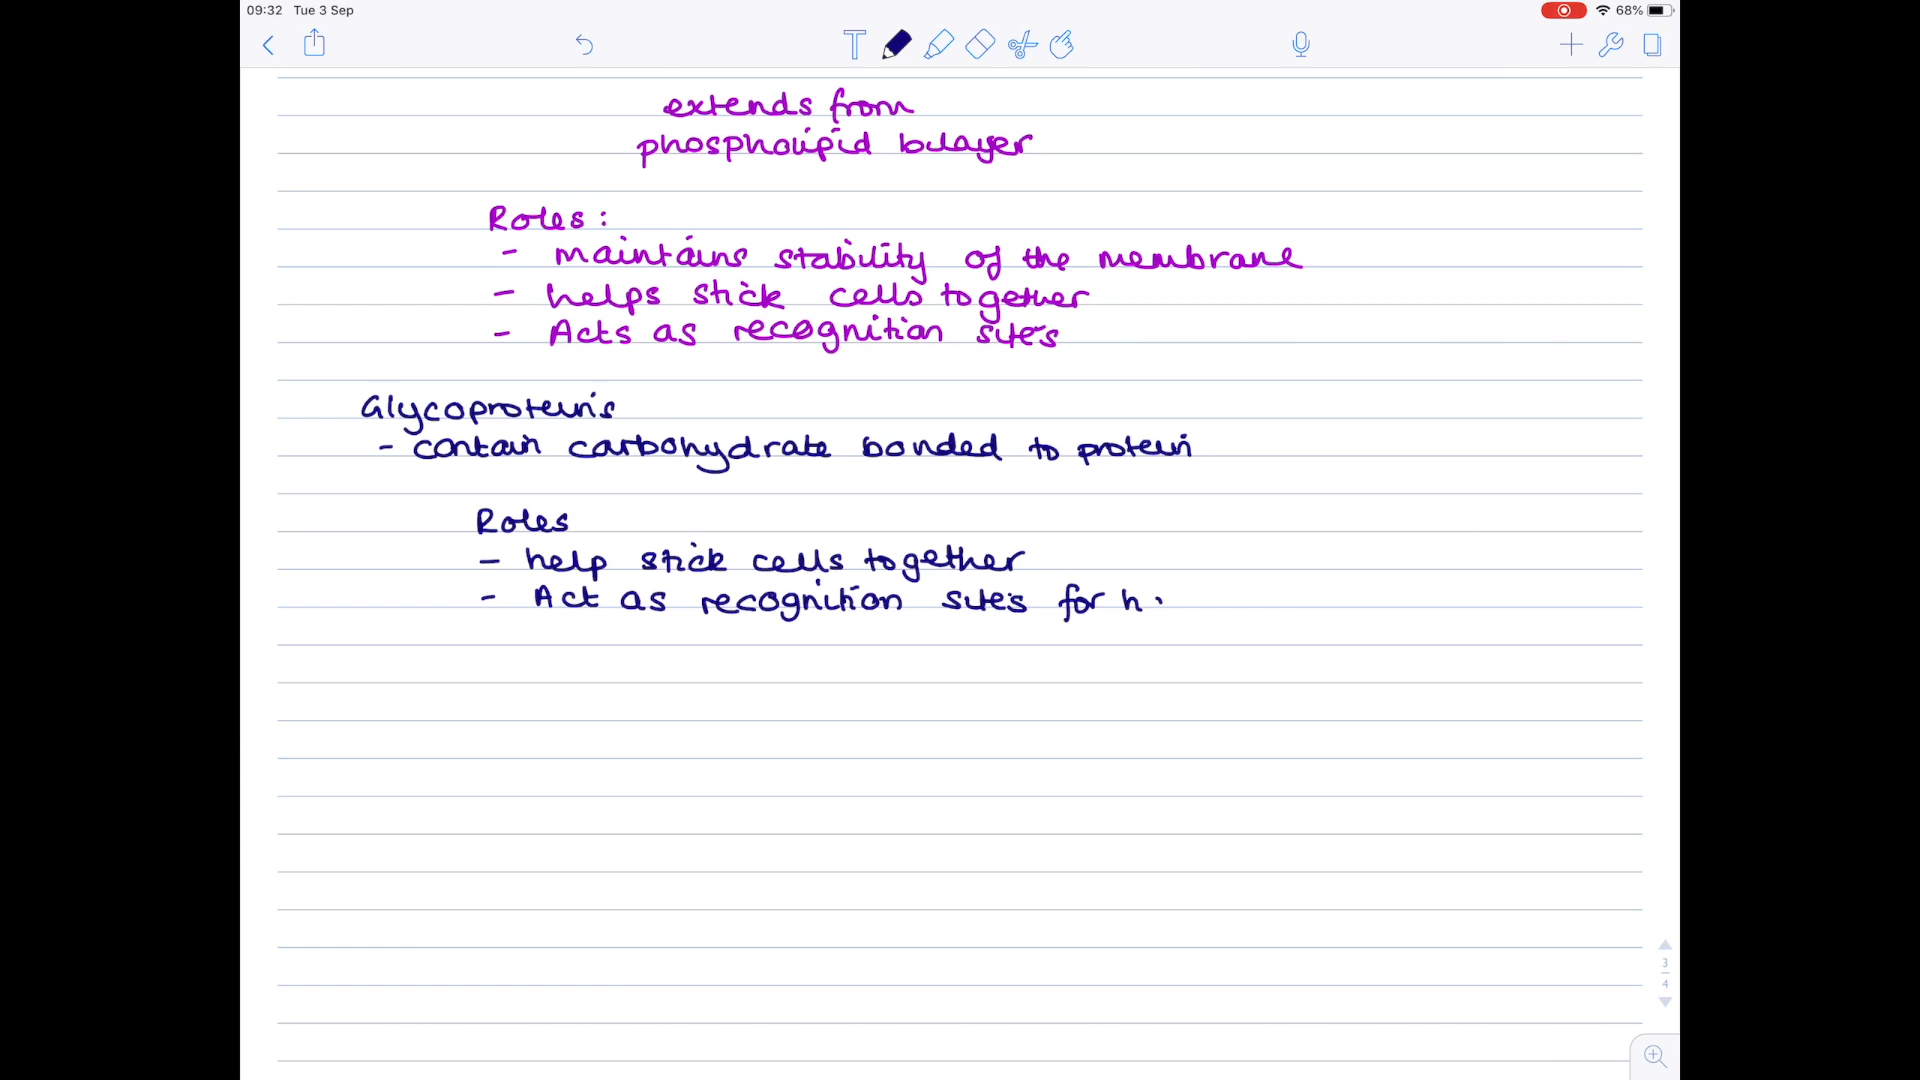 09:32 Tue 3 Sep 68%
T
extends from
phospholipid bilayer
Roles:
- maintains stability of the membrane
- helps stick cells together
- Acts as recognition sites
Glycoproteins
- contain carbohydrate bonded to protein
Roles
- help stick cells together
- Act as recognition sites for h
3
4